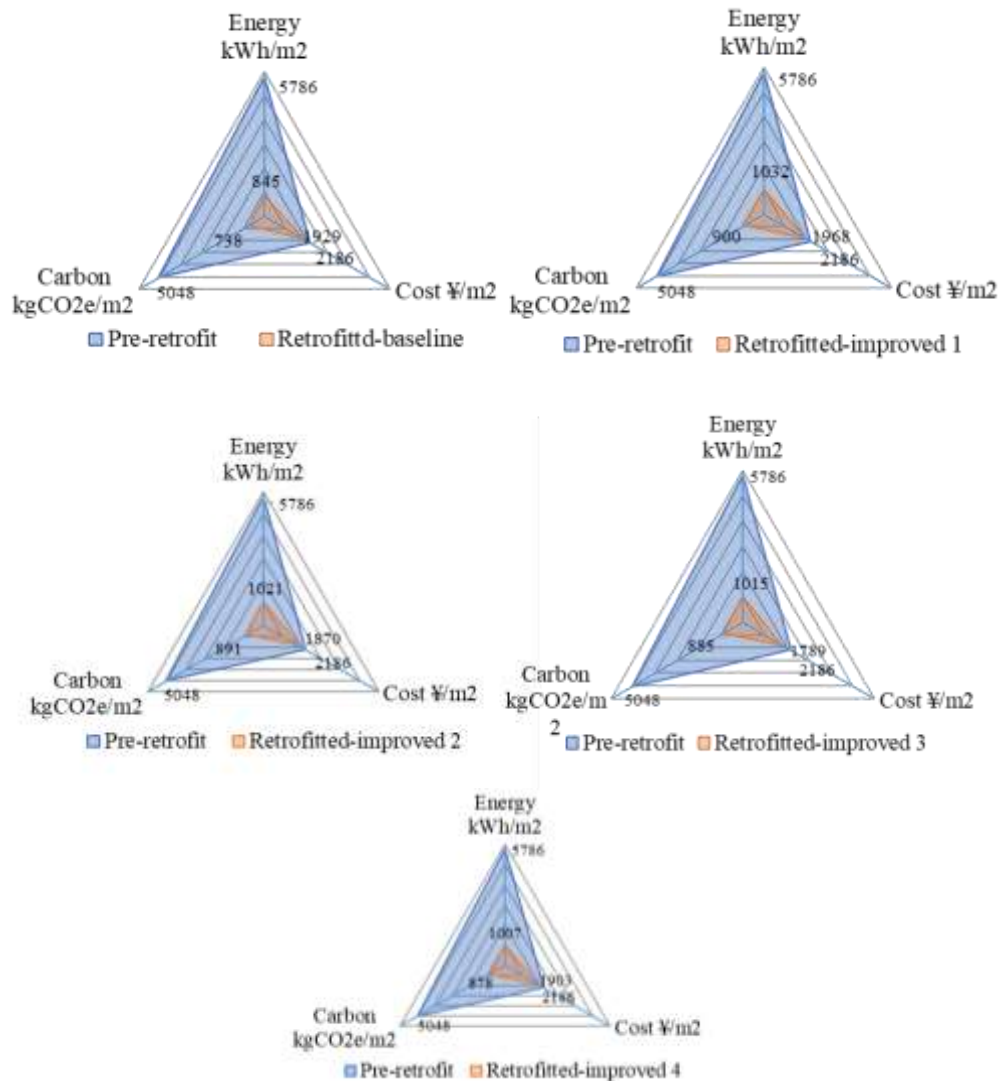 Energy
kWh/m2
5786
845
1929
738
2186
Carbon
kgCO2e/m2
5048
Cost ¥/m2
Pre-retrofit Retrofittd-baseline
Energy
kWh/m2
5786
1032
1968
900
2186
Carbon
kgCO2e/m2
5048
Cost ¥/m2
Pre-retrofit Retrofitted-improved 1
Energy
kWh/m2
5786
1021
1870
891
2186
Carbon
kgCO2e/m2
5048
Cost ¥/m2
Pre-retrofit Retrofitted-improved 2
Energy
kWh/m2
5786
1015
1789
885
2186
Carbon
kgCO2e/m
2
5048
Cost ¥/m2
Pre-retrofit Retrofitted-improved 3
Energy
kWh/m2
5786
1007
1903
878
2186
Carbon
kgCO2e/m2
5048
Cost ¥/m2
Pre-retrofit Retrofitted-improved 4